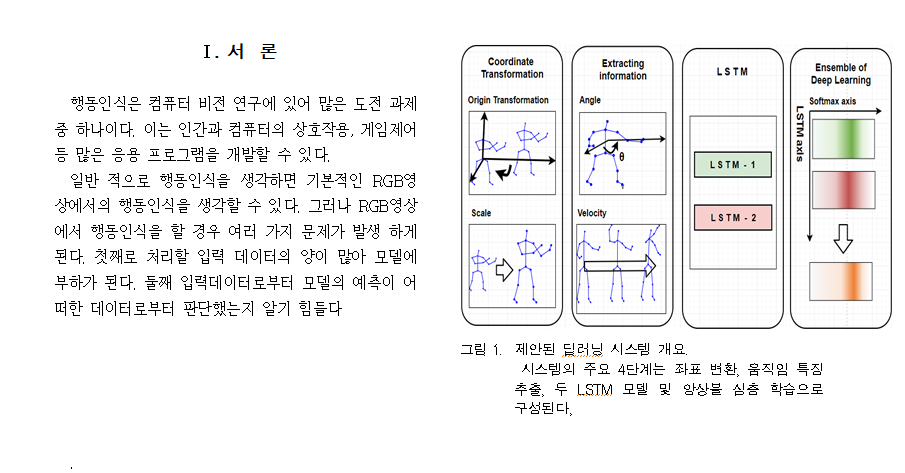 I. 서 론
행동인식은 컴퓨터 비전 연구에 있어 많은 도전 과제
중 하나이다. 이는 인간과 컴퓨터의 상호작용, 게임제어
등 많은 응용 프로그램을 개발할 수 있다.
일반 적으로 행동인식을 생각하면 기본적인 RGB영
상에서의 행동인식을 생각할 수 있다. 그러나 RGB영상
에서 행동인식을 할 경우 여러 가지 문제가 발생 하게
된다. 첫째로 처리할 입력 데이터의 양이 많아 모델에
부하가 된다. 둘째 입력데이터로부터 모델의 예측이 어
떠한 데이터로부터 판단했는지 알기 힘들다
Coordinate
Transformation
Origin Transformation
Scale
Extracting
information
Angle
θ
Velocity
LSTM
LSTM - 1
LSTM - 2
Ensemble of
Deep Learning
Softmax axis
LSTM axis
그림 1. 제안된 딥러닝 시스템 개요.
시스템의 주요 4단계는 좌표 변환, 움직임 특징
추출, 두 LSTM 모델 및 앙상블 심층 학습으로
구성된다,